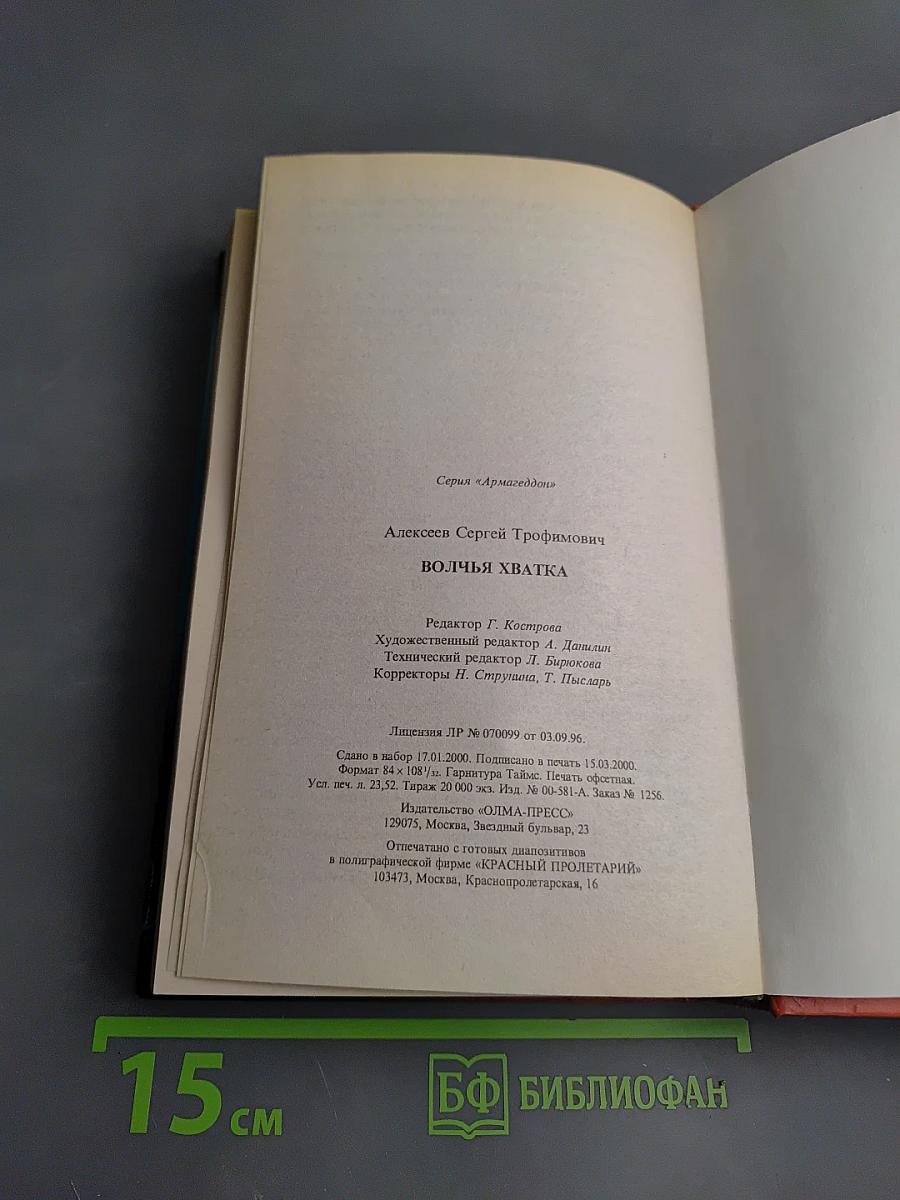 Серия «Армагеддон»
Алексеев Сергей Трофимович
ВОЛЧЬЯ ХВАТКА
Редактор Г. Кострова
Художественный редактор А. Данилин
Технический редактор Л. Бирюкова
Корректоры Н. Струнина, Т. Пысларь
Лицензия ЛР № 070099 от 03.09.96.
Сдано в набор 17.01.2000. Подписано в печать 15.03.2000.
Формат 84 × 108¹/₃₂. Гарнитура Таймс. Печать офсетная.
Усл. печ. л. 23,52. Тираж 20 000 экз. Изд. № 00-581-А. Заказ № 1256.
Издательство «ОЛМА-ПРЕСС»
129075, Москва, Звездный бульвар, 23
Отпечатано с готовых диапозитивов
в полиграфической фирме «КРАСНЫЙ ПРОЛЕТАРИЙ»
103473, Москва, Краснопролетарская, 16
15 см
БФ БИБЛИОФАН